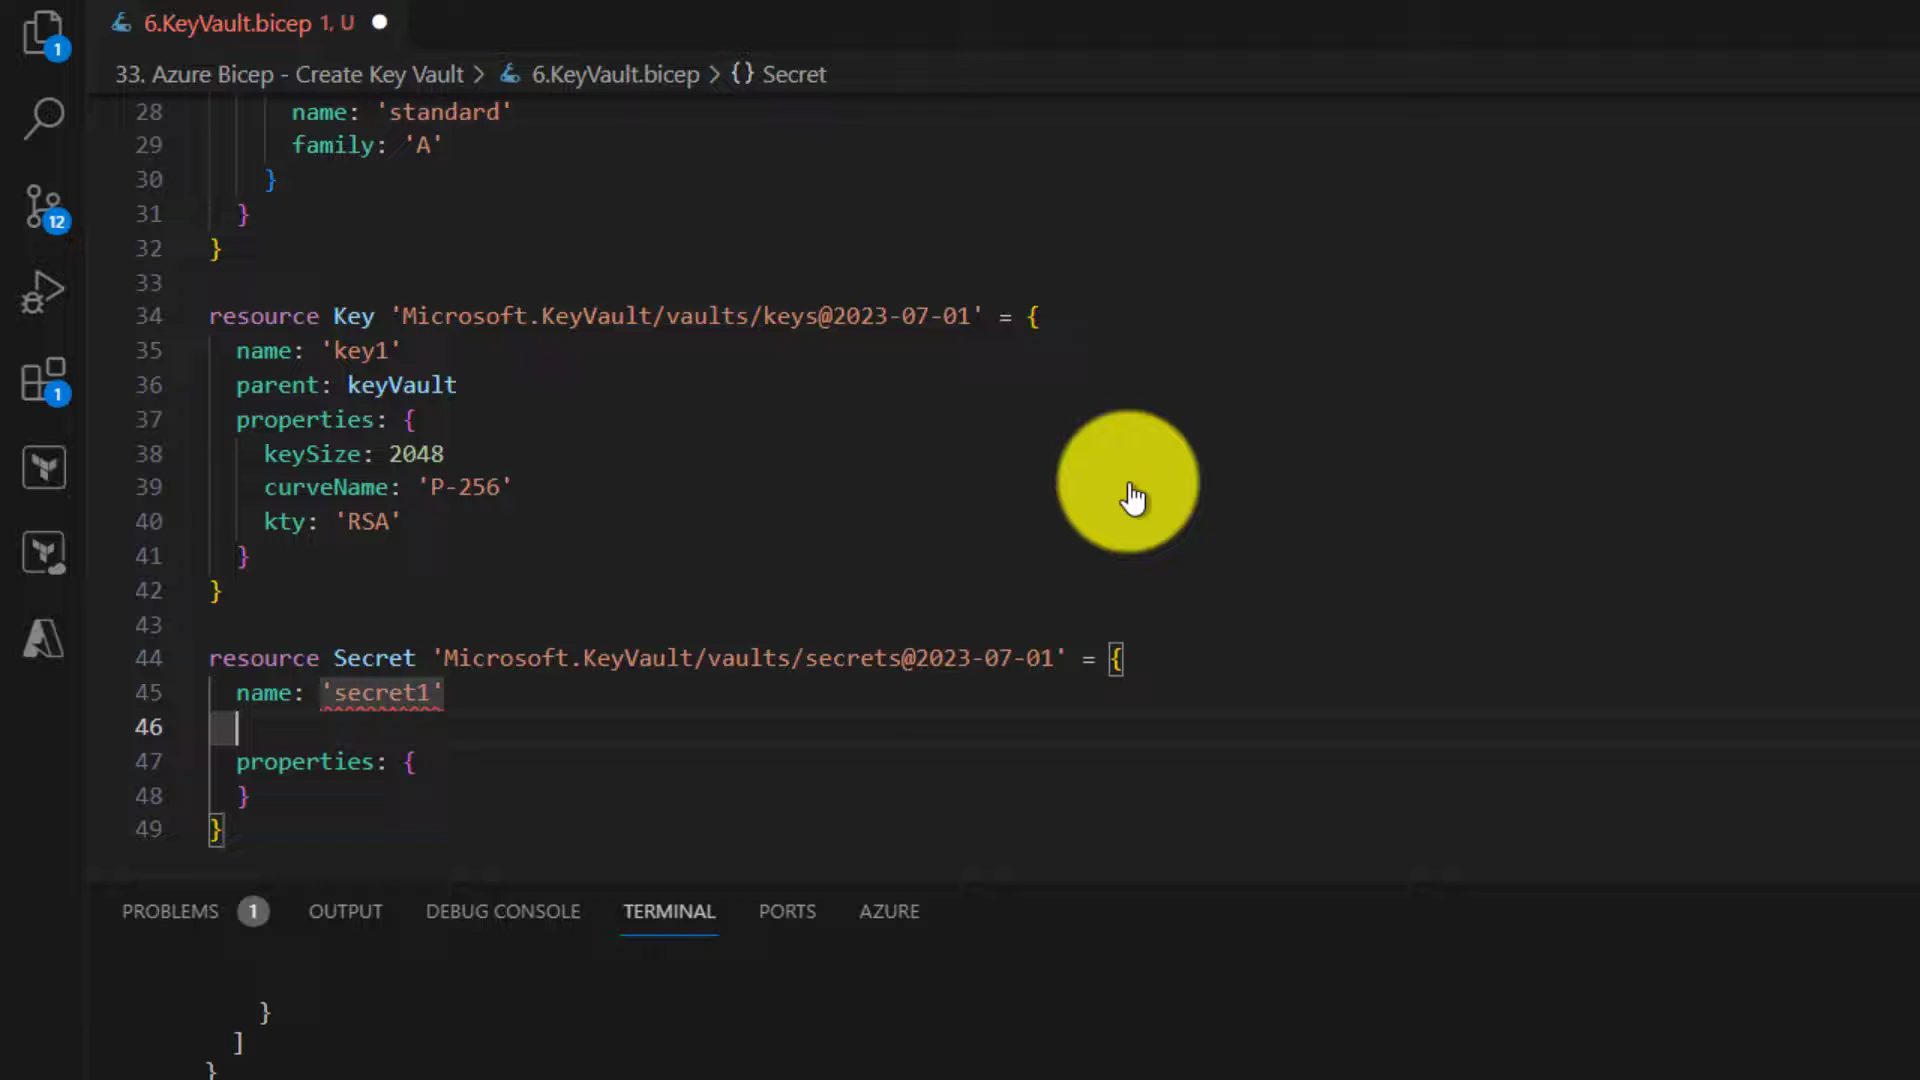 6.KeyVault.bicep 1, U
33. Azure Bicep - Create Key Vault > 6.KeyVault.bicep > {} Secret
1
12
1
28 name: 'standard'
29 family: 'A'
30 }
31 }
32 }
33
34 resource Key 'Microsoft.KeyVault/vaults/keys@2023-07-01' = {
35 name: 'key1'
36 parent: keyVault
37 properties: {
38 keySize: 2048
39 curveName: 'P-256'
40 kty: 'RSA'
41 }
42 }
43
44 resource Secret 'Microsoft.KeyVault/vaults/secrets@2023-07-01' = {
45 name: 'secret1'
46
47 properties: {
48 }
49 }
PROBLEMS 1 OUTPUT DEBUG CONSOLE TERMINAL PORTS AZURE
}
]
}